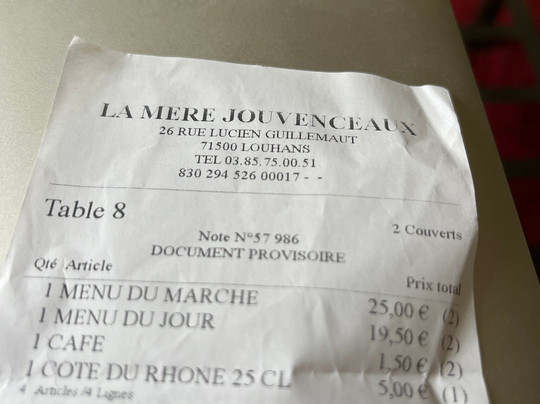 LA MERE JOUVENCEAUX
26 RUE LUCIEN GUILLEMAUT
71500 LOUHANS
TEL 03.85.75.00.51
830 294 526 00017 - -
Table 8
2 Couverts
Note N°57 986
DOCUMENT PROVISOIRE
Qté Article Prix total
1 MENU DU MARCHE 25,00 € (2)
1 MENU DU JOUR 19,50 € (2)
1 CAFE 1,50 € (2)
1 COTE DU RHONE 25 CL 5,00 € (1)
4 Articles /4 Lignes